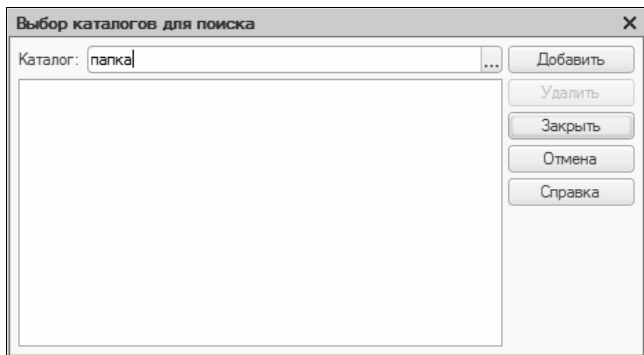 Выбор каталогов для поиска
Каталог: папка ... Добавить
Удалить
Закрыть
Отмена
Справка